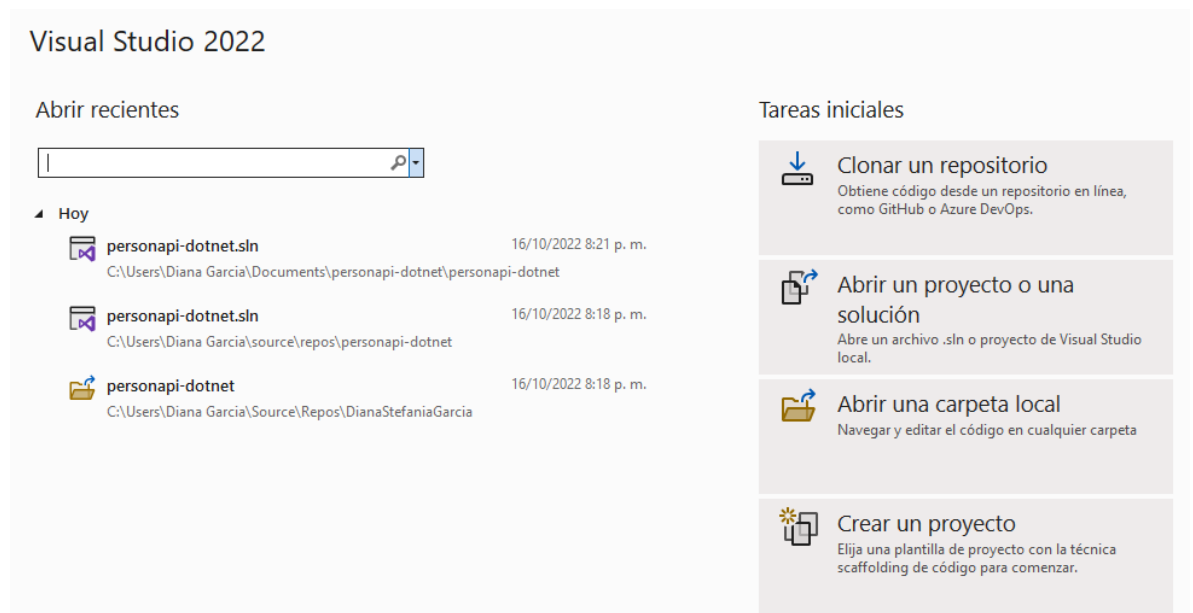 Visual Studio 2022
Abrir recientes
Hoy
personapi-dotnet.sln 16/10/2022 8:21 p. m.
C:\Users\Diana Garcia\Documents\personapi-dotnet\personapi-dotnet
personapi-dotnet.sln 16/10/2022 8:18 p. m.
C:\Users\Diana Garcia\source\repos\personapi-dotnet
personapi-dotnet 16/10/2022 8:18 p. m.
C:\Users\Diana Garcia\Source\Repos\DianaStefaniaGarcia
Tareas iniciales
Clonar un repositorio
Obtiene código desde un repositorio en línea,
como GitHub o Azure DevOps.
Abrir un proyecto o una
solución
Abre un archivo .sln o proyecto de Visual Studio
local.
Abrir una carpeta local
Navegar y editar el código en cualquier carpeta
Crear un proyecto
Elija una plantilla de proyecto con la técnica
scaffolding de código para comenzar.